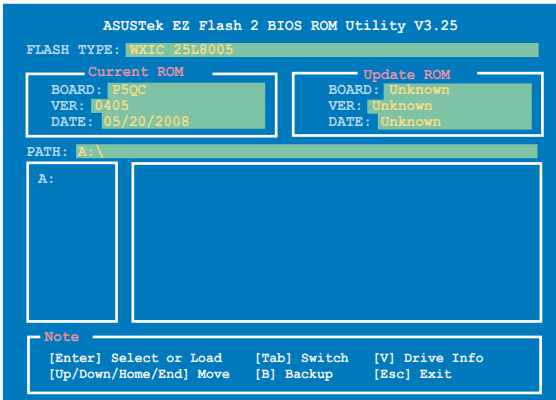 ASUSTek EZ Flash 2 BIOS ROM Utility V3.25
FLASH TYPE: WXIC 25L8005
Current ROM
BOARD: P5QC
VER: 0405
DATE: 05/20/2008
Update ROM
BOARD: Unknown
VER: Unknown
DATE: Unknown
PATH: A:\
A:
Note
[Enter] Select or Load [Tab] Switch [V] Drive Info
[Up/Down/Home/End] Move [B] Backup [Esc] Exit